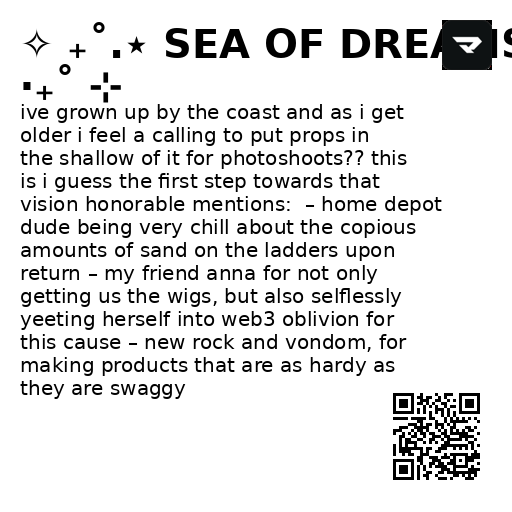 ✧ ₊˚.⋆ SEA OF DREAMS
·₊˚ ⊹
ive grown up by the coast and as i get
older i feel a calling to put props in
the shallow of it for photoshoots?? this
is i guess the first step towards that
vision honorable mentions:  – home depot
dude being very chill about the copious
amounts of sand on the ladders upon
return – my friend anna for not only
getting us the wigs, but also selflessly
yeeting herself into web3 oblivion for
this cause – new rock and vondom, for
making products that are as hardy as
they are swaggy